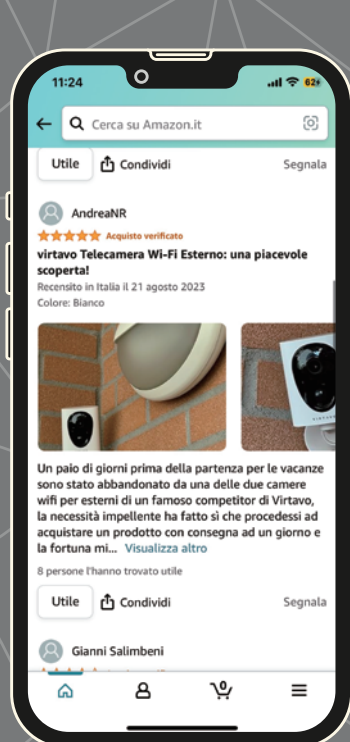 11:24
62
Cerca su Amazon.it
Utile
Condividi
Segnala
AndreaNR
Acquisto verificato
virtavo Telecamera Wi-Fi Esterno: una piacevole
scoperta!
Recensito in Italia il 21 agosto 2023
Colore: Bianco
Un paio di giorni prima della partenza per le vacanze
sono stato abbandonato da una delle due camere
wifi per esterni di un famoso competitor di Virtavo,
la necessità impellente ha fatto sì che procedessi ad
acquistare un prodotto con consegna ad un giorno e
la fortuna mi... Visualizza altro
8 persone l'hanno trovato utile
Utile
Condividi
Segnala
Gianni Salimbeni
0